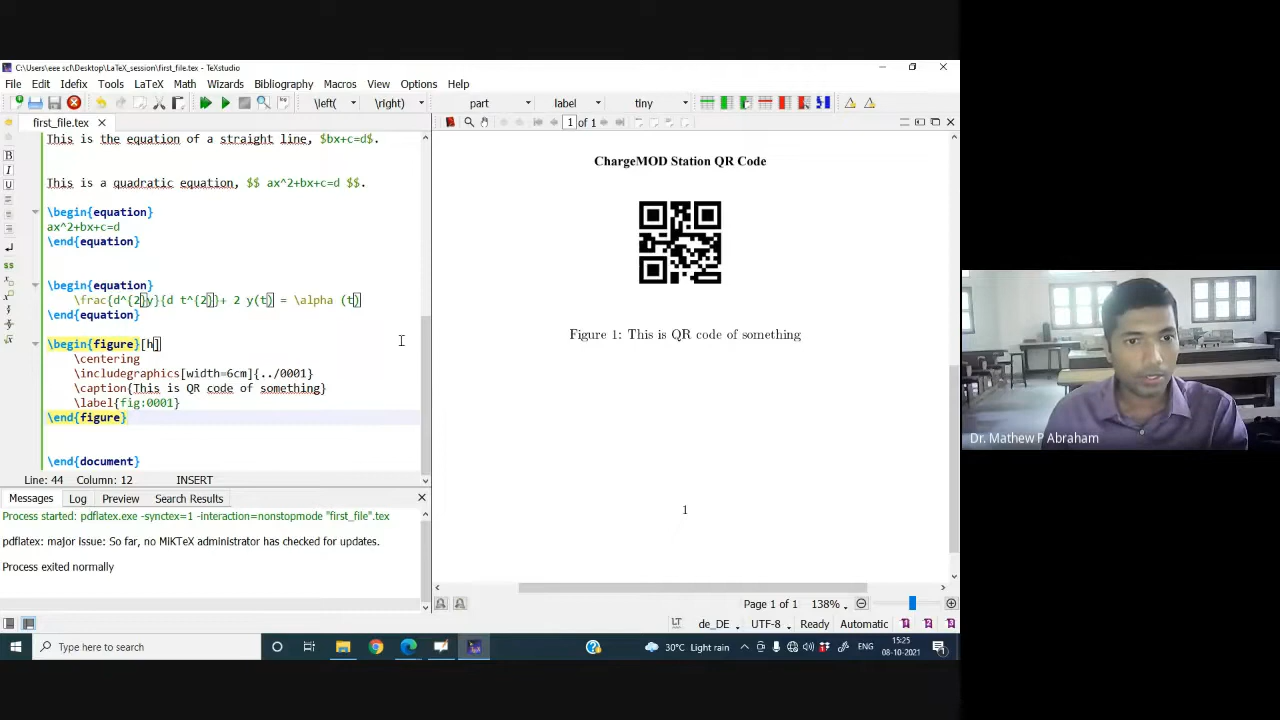 C:\Users\eee scl\Desktop\LaTeX_session\first_file.tex - TeXstudio
File Edit Idefix Tools LaTeX Math Wizards Bibliography Macros View Options Help
\left( \right) part label tiny
first_file.tex
1 of 1
This is the equation of a straight line, $bx+c=d$.
This is a quadratic equation, $$ ax^2+bx+c=d $$.
\begin{equation}
ax^2+bx+c=d
\end{equation}
\begin{equation}
\frac{d^{2}y}{d t^{2}}+ 2 y(t) = \alpha (t)
\end{equation}
\begin{figure}[h]
\centering
\includegraphics[width=6cm]{../0001}
\caption{This is QR code of something}
\label{fig:0001}
\end{figure}
\end{document}
Line: 44 Column: 12 INSERT
Messages Log Preview Search Results
Process started: pdflatex.exe -synctex=1 -interaction=nonstopmode "first_file".tex
pdflatex: major issue: So far, no MiKTeX administrator has checked for updates.
Process exited normally
ChargeMOD Station QR Code
Figure 1: This is QR code of something
1
Page 1 of 1 138%
de_DE UTF-8 Ready Automatic
Type here to search
30°C Light rain
ENG
15:25
08-10-2021
Dr. Mathew P Abraham